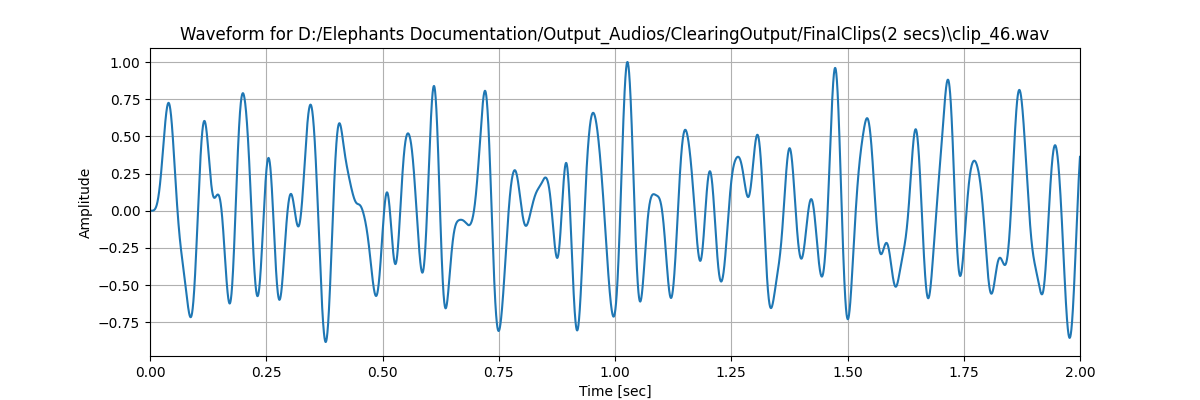 Waveform for D:/Elephants Documentation/Output_Audios/ClearingOutput/FinalClips(2 secs)\clip_46.wav
1.00
0.75
0.50
0.25
0.00
−0.25
−0.50
−0.75
Amplitude
0.00 0.25 0.50 0.75 1.00 1.25 1.50 1.75 2.00
Time [sec]